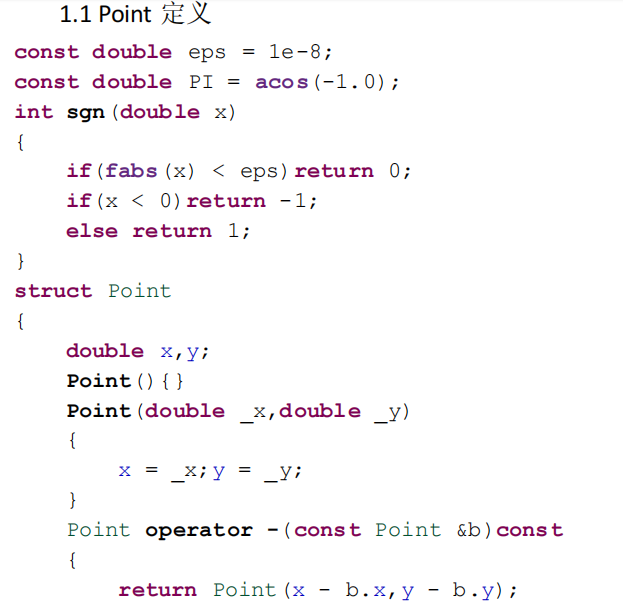 1.1 Point 定义
const double eps = 1e-8;
const double PI = acos(-1.0);
int sgn(double x)
{
    if(fabs(x) < eps)return 0;
    if(x < 0)return -1;
    else return 1;
}
struct Point
{
    double x,y;
    Point(){}
    Point(double _x,double _y)
    {
        x = _x;y = _y;
    }
    Point operator -(const Point &b)const
    {
        return Point(x - b.x,y - b.y);